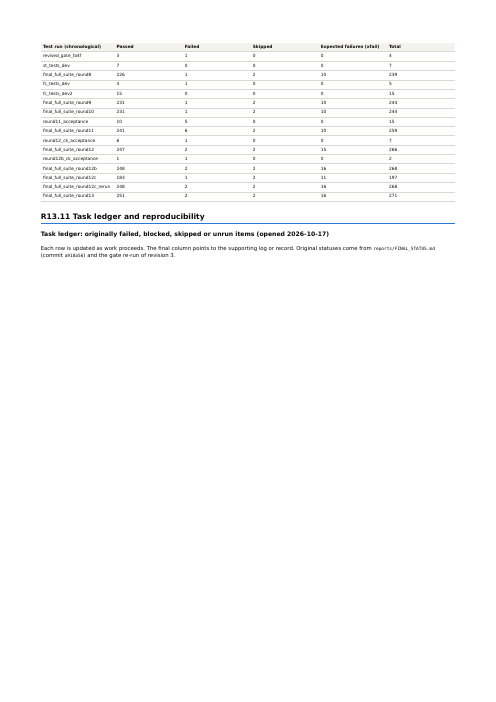 Test run (chronological) Passed Failed Skipped Expected failures (xfail) Total
revised_gate_fix4f 3 1 0 0 4
st_tests_dev 7 0 0 0 7
final_full_suite_round8 226 1 2 10 239
fc_tests_dev 4 1 0 0 5
fc_tests_dev2 15 0 0 0 15
final_full_suite_round9 231 1 2 10 244
final_full_suite_round10 231 1 2 10 244
round11_acceptance 10 5 0 0 15
final_full_suite_round11 241 6 2 10 259
round12_ck_acceptance 6 1 0 0 7
final_full_suite_round12 247 2 2 15 266
round12b_ck_acceptance 1 1 0 0 2
final_full_suite_round12b 248 2 2 16 268
final_full_suite_round12c 183 1 2 11 197
final_full_suite_round12c_rerun 248 2 2 16 268
final_full_suite_round13 251 2 2 16 271
R13.11 Task ledger and reproducibility
Task ledger: originally failed, blocked, skipped or unrun items (opened 2026-10-17)
Each row is updated as work proceeds. The final column points to the supporting log or record. Original statuses come from reports/FINAL_STATUS.md
(commit) and the gate re-run of revision 3.